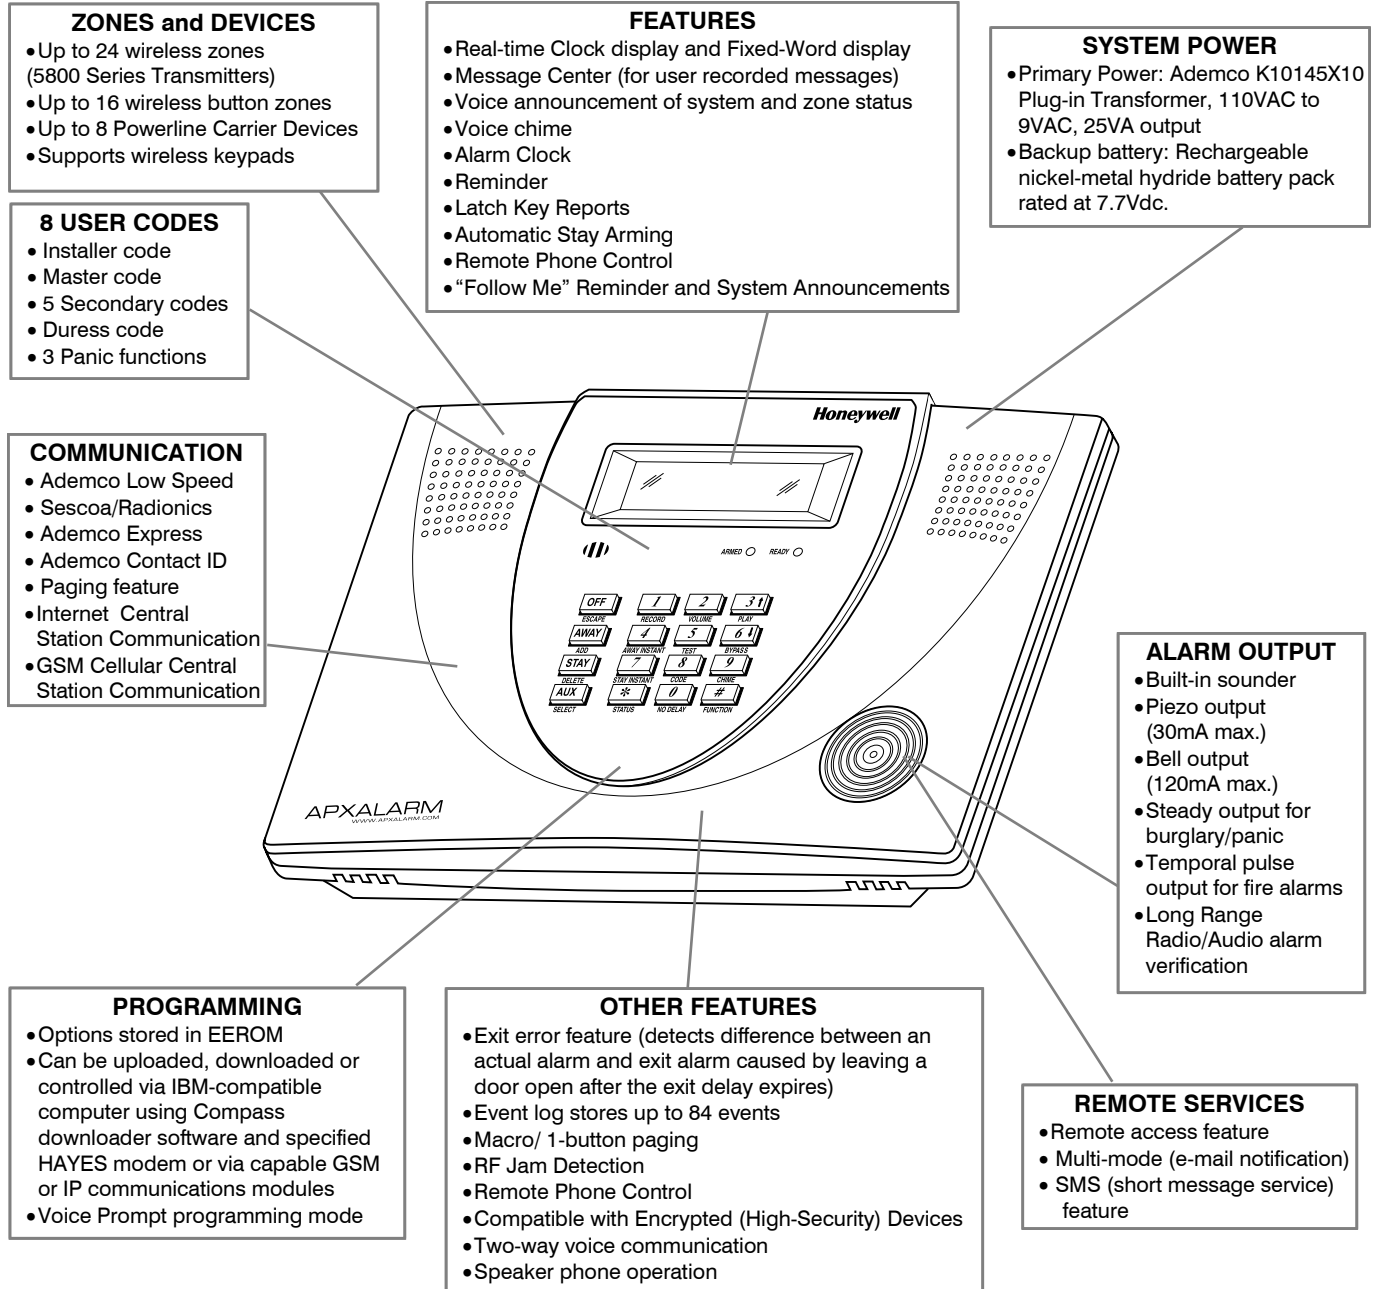 ZONES and DEVICES
•Up to 24 wireless zones
(5800 Series Transmitters)
•Up to 16 wireless button zones
•Up to 8 Powerline Carrier Devices
•Supports wireless keypads
8 USER CODES
• Installer code
• Master code
• 5 Secondary codes
• Duress code
• 3 Panic functions
FEATURES
•Real-time Clock display and Fixed-Word display
•Message Center (for user recorded messages)
•Voice announcement of system and zone status
•Voice chime
•Alarm Clock
•Reminder
•Latch Key Reports
•Automatic Stay Arming
•Remote Phone Control
•“Follow Me” Reminder and System Announcements
SYSTEM POWER
•Primary Power: Ademco K10145X10
Plug-in Transformer, 110VAC to
9VAC, 25VA output
•Backup battery: Rechargeable
nickel-metal hydride battery pack
rated at 7.7Vdc.
COMMUNICATION
• Ademco Low Speed
• Sescoa/Radionics
• Ademco Express
• Ademco Contact ID
• Paging feature
•Internet Central
Station Communication
•GSM Cellular Central
Station Communication
Honeywell
ARMED READY
OFF 1 2 3
ESCAPE RECORD VOLUME PLAY
AWAY 4 5 6
ADD AWAY INSTANT TEST BYPASS
STAY 7 8 9
DELETE STAY INSTANT CODE CHIME
AUX * 0 #
SELECT STATUS NO DELAY FUNCTION
APXALARM
WWW.APXALARM.COM
ALARM OUTPUT
•Built-in sounder
•Piezo output
(30mA max.)
•Bell output
(120mA max.)
•Steady output for
burglary/panic
•Temporal pulse
output for fire alarms
•Long Range
Radio/Audio alarm
verification
PROGRAMMING
•Options stored in EEROM
•Can be uploaded, downloaded or
controlled via IBM-compatible
computer using Compass
downloader software and specified
HAYES modem or via capable GSM
or IP communications modules
•Voice Prompt programming mode
OTHER FEATURES
•Exit error feature (detects difference between an
actual alarm and exit alarm caused by leaving a
door open after the exit delay expires)
•Event log stores up to 84 events
•Macro/ 1-button paging
•RF Jam Detection
•Remote Phone Control
•Compatible with Encrypted (High-Security) Devices
•Two-way voice communication
•Speaker phone operation
REMOTE SERVICES
•Remote access feature
• Multi-mode (e-mail notification)
• SMS (short message service)
feature